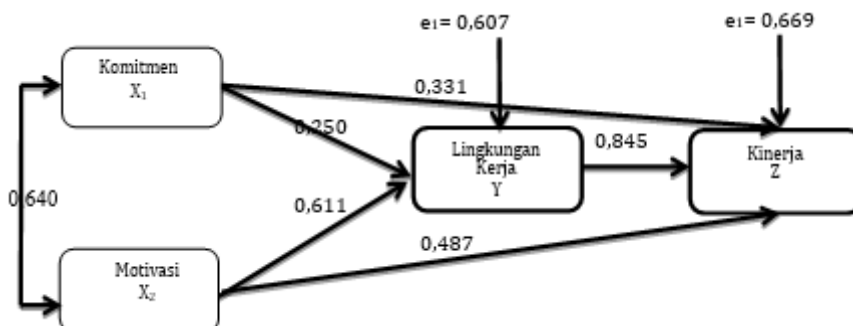 e₁= 0,607
e₁= 0,669
Komitmen
X₁
0,331
0,250
Lingkungan
Kerja
Y
0,845
Kinerja
Z
0,640
0,611
0,487
Motivasi
X₂